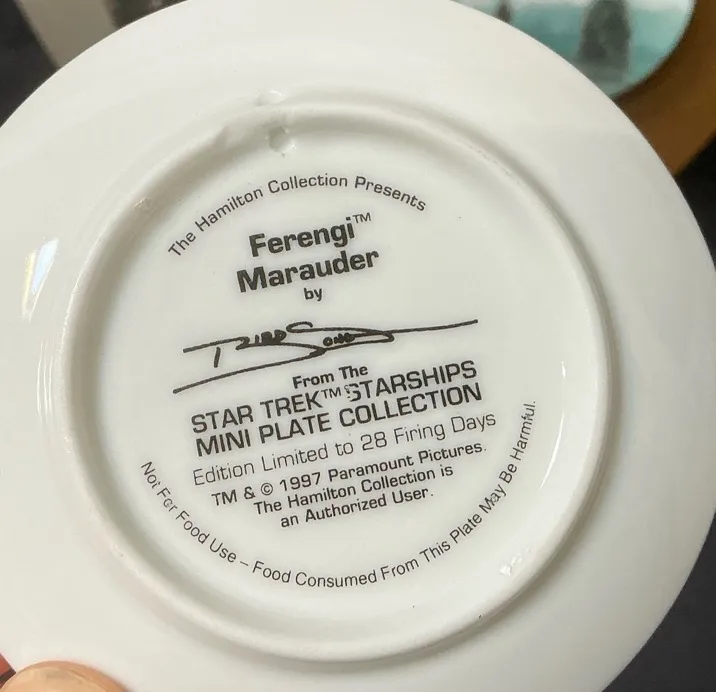 The Hamilton Collection Presents
Ferengi™
Marauder
by
From The
STAR TREK™ STARSHIPS
MINI PLATE COLLECTION
Edition Limited to 28 Firing Days
TM & © 1997 Paramount Pictures.
The Hamilton Collection is
an Authorized User.
Not For Food Use – Food Consumed From This Plate May Be Harmful.